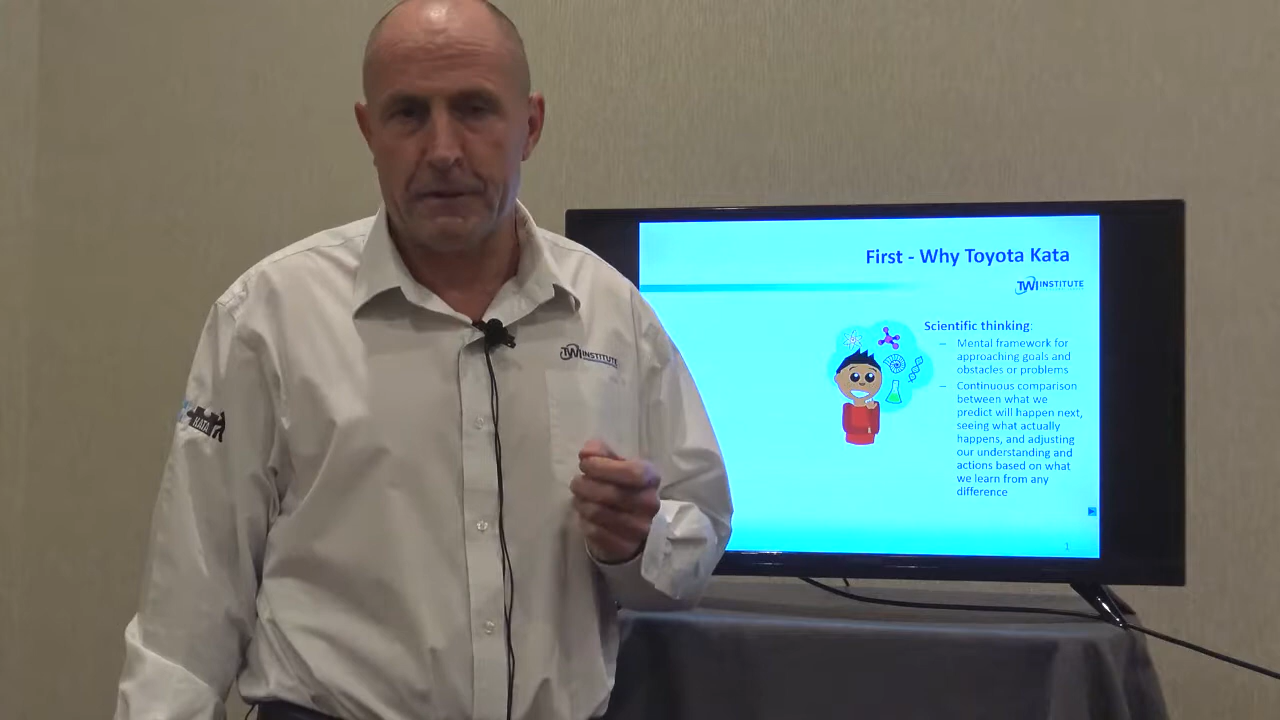 TWI INSTITUTE
KATA
First - Why Toyota Kata
TWI INSTITUTE
Scientific thinking:
– Mental framework for
approaching goals and
obstacles or problems
– Continuous comparison
between what we
predict will happen next,
seeing what actually
happens, and adjusting
our understanding and
actions based on what
we learn from any
difference
1